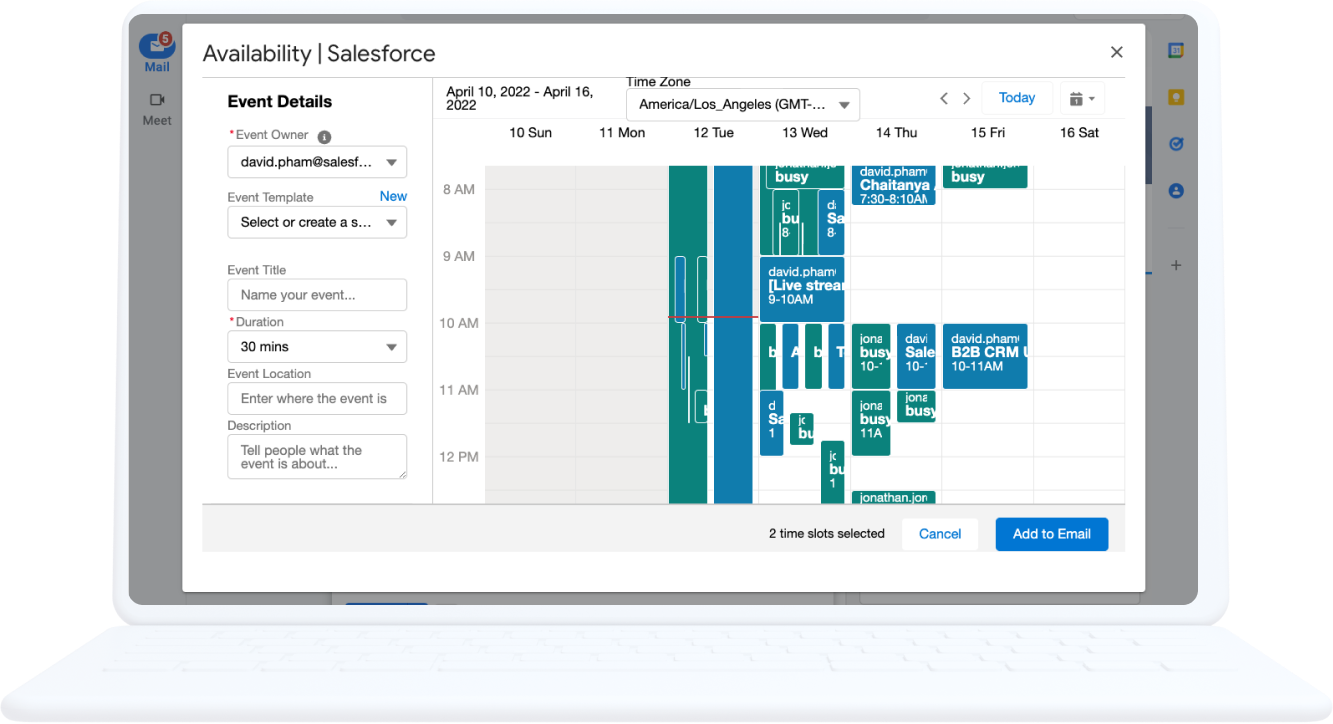 5
Mail
Meet
Availability | Salesforce
Event Details
*Event Owner
david.pham@salesf...
Event Template
New
Select or create a s...
Event Title
Name your event...
*Duration
30 mins
Event Location
Enter where the event is
Description
Tell people what the
event is about...
April 10, 2022 - April 16,
2022
Time Zone
America/Los_Angeles (GMT-...
Today
10 Sun
11 Mon
12 Tue
13 Wed
14 Thu
15 Fri
16 Sat
8 AM
9 AM
10 AM
11 AM
12 PM
busy
jc
bu
8-
Sa
8-
david.pham
[Live strea
9-10AM
b
A
b
T
d
Sa
1
jc
bu
jc
bu
1
david.pham
Chaitanya
7:30-8:10AM
jona
busy
10-
davi
Sale
10-
jona
busy
11A
jona
busy
jonathan.jor
busy
david.pham
B2B CRM U
10-11AM
2 time slots selected
Cancel
Add to Email
31